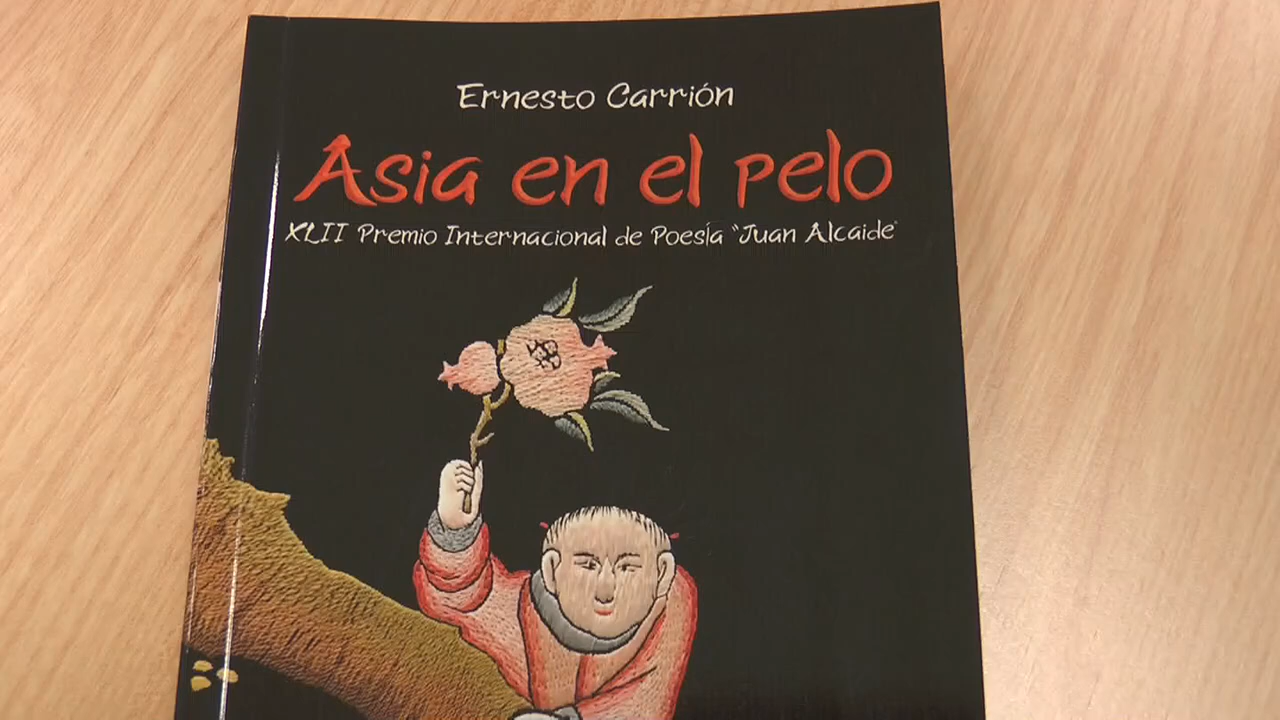 Ernesto Carrión
Asia en el pelo
XLII Premio Internacional de Poesía "Juan Alcaide"